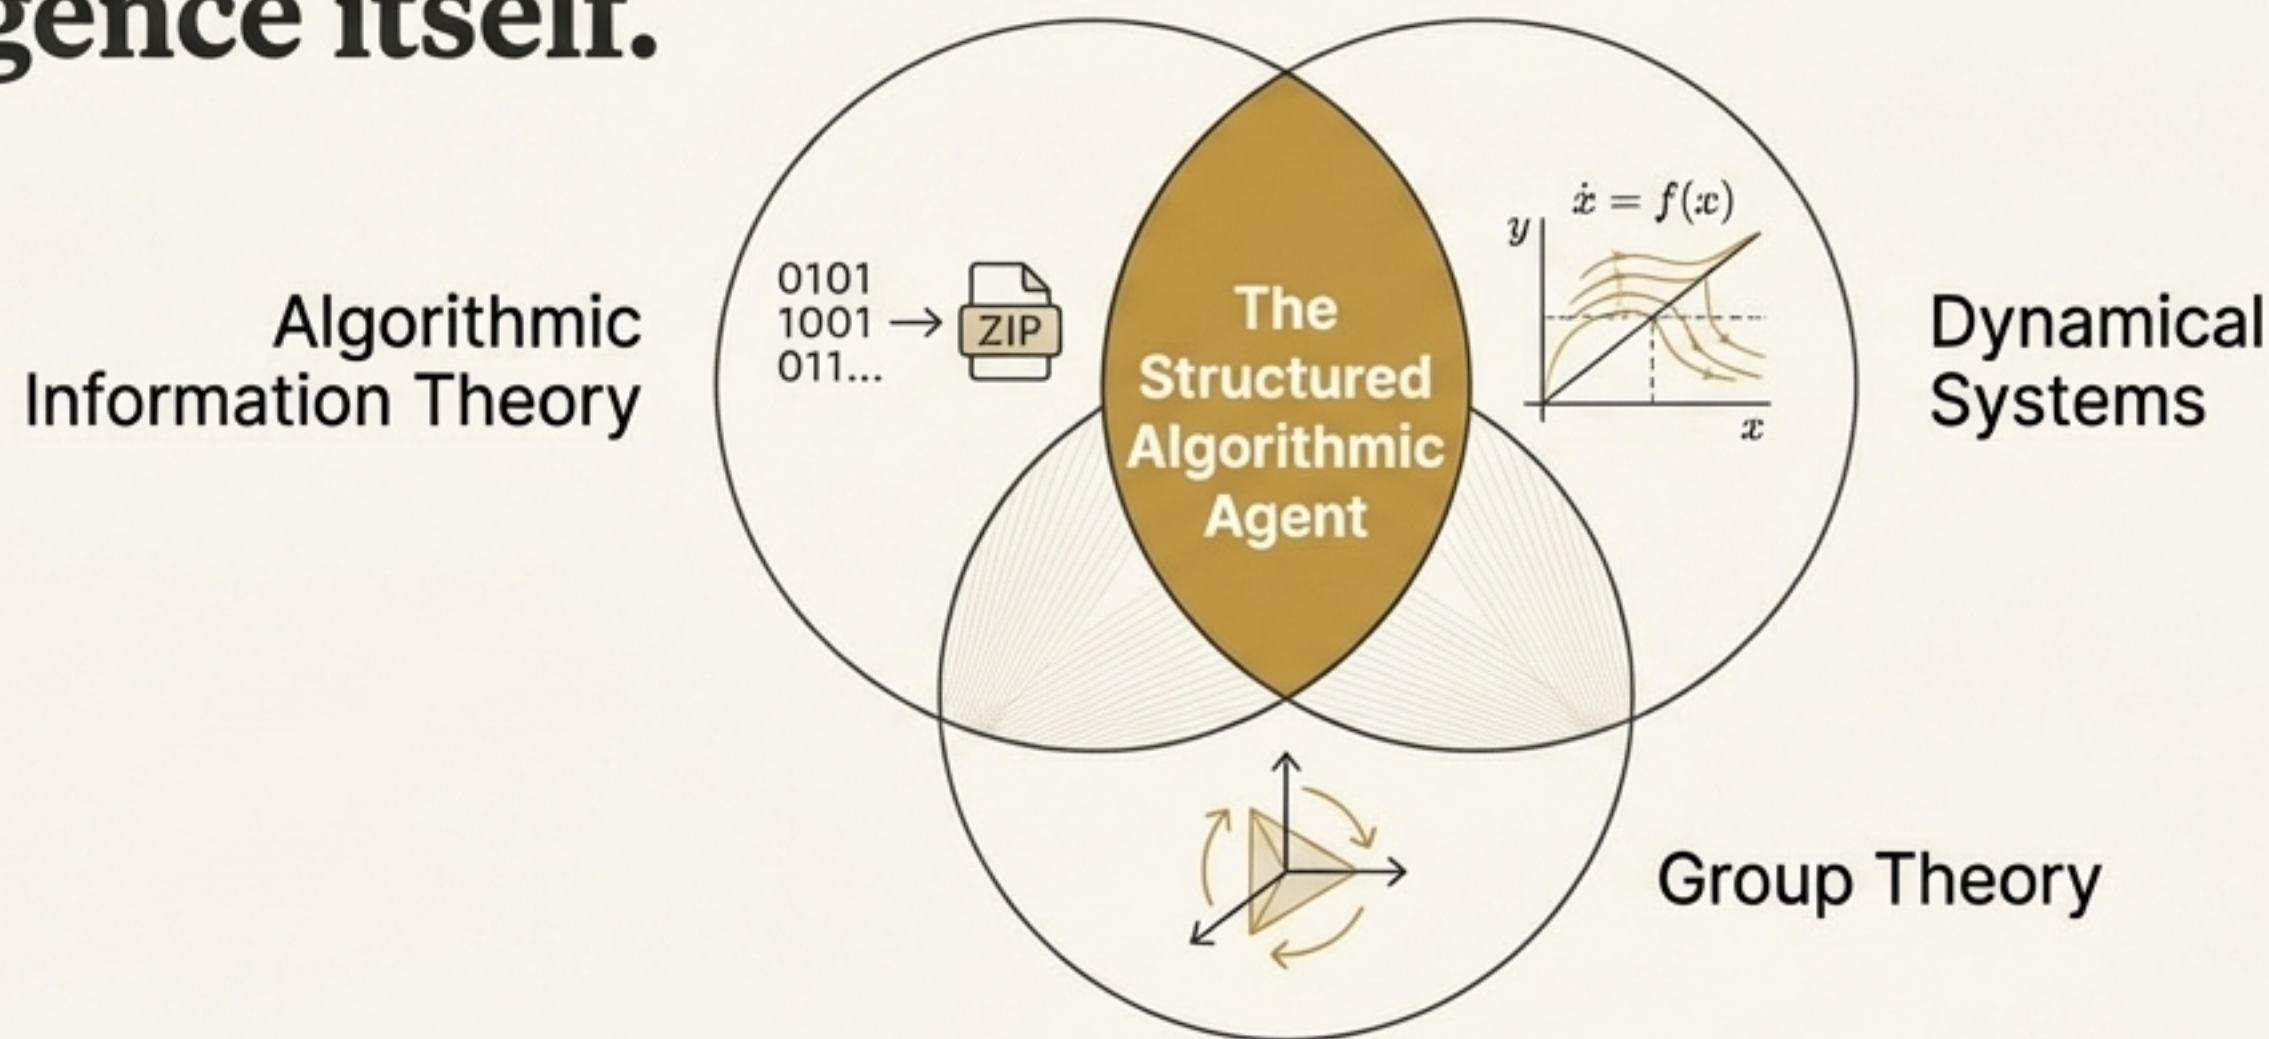 gence itself.
Algorithmic
Information Theory
0101
1001
011...
ZIP
The
Structured
Algorithmic
Agent
ẋ = f(x)
y
x
Dynamical
Systems
Group Theory